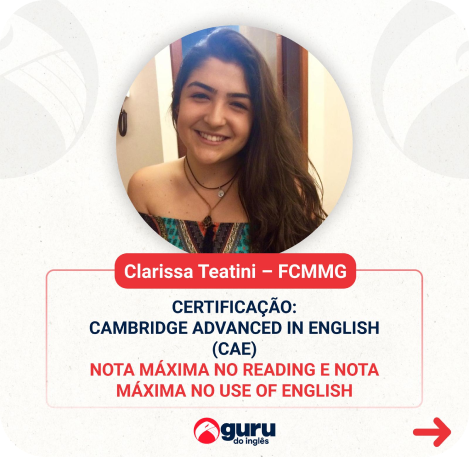 Clarissa Teatini – FCMMG
CERTIFICAÇÃO:
CAMBRIDGE ADVANCED IN ENGLISH
(CAE)
NOTA MÁXIMA NO READING E NOTA
MÁXIMA NO USE OF ENGLISH
guru
do inglês